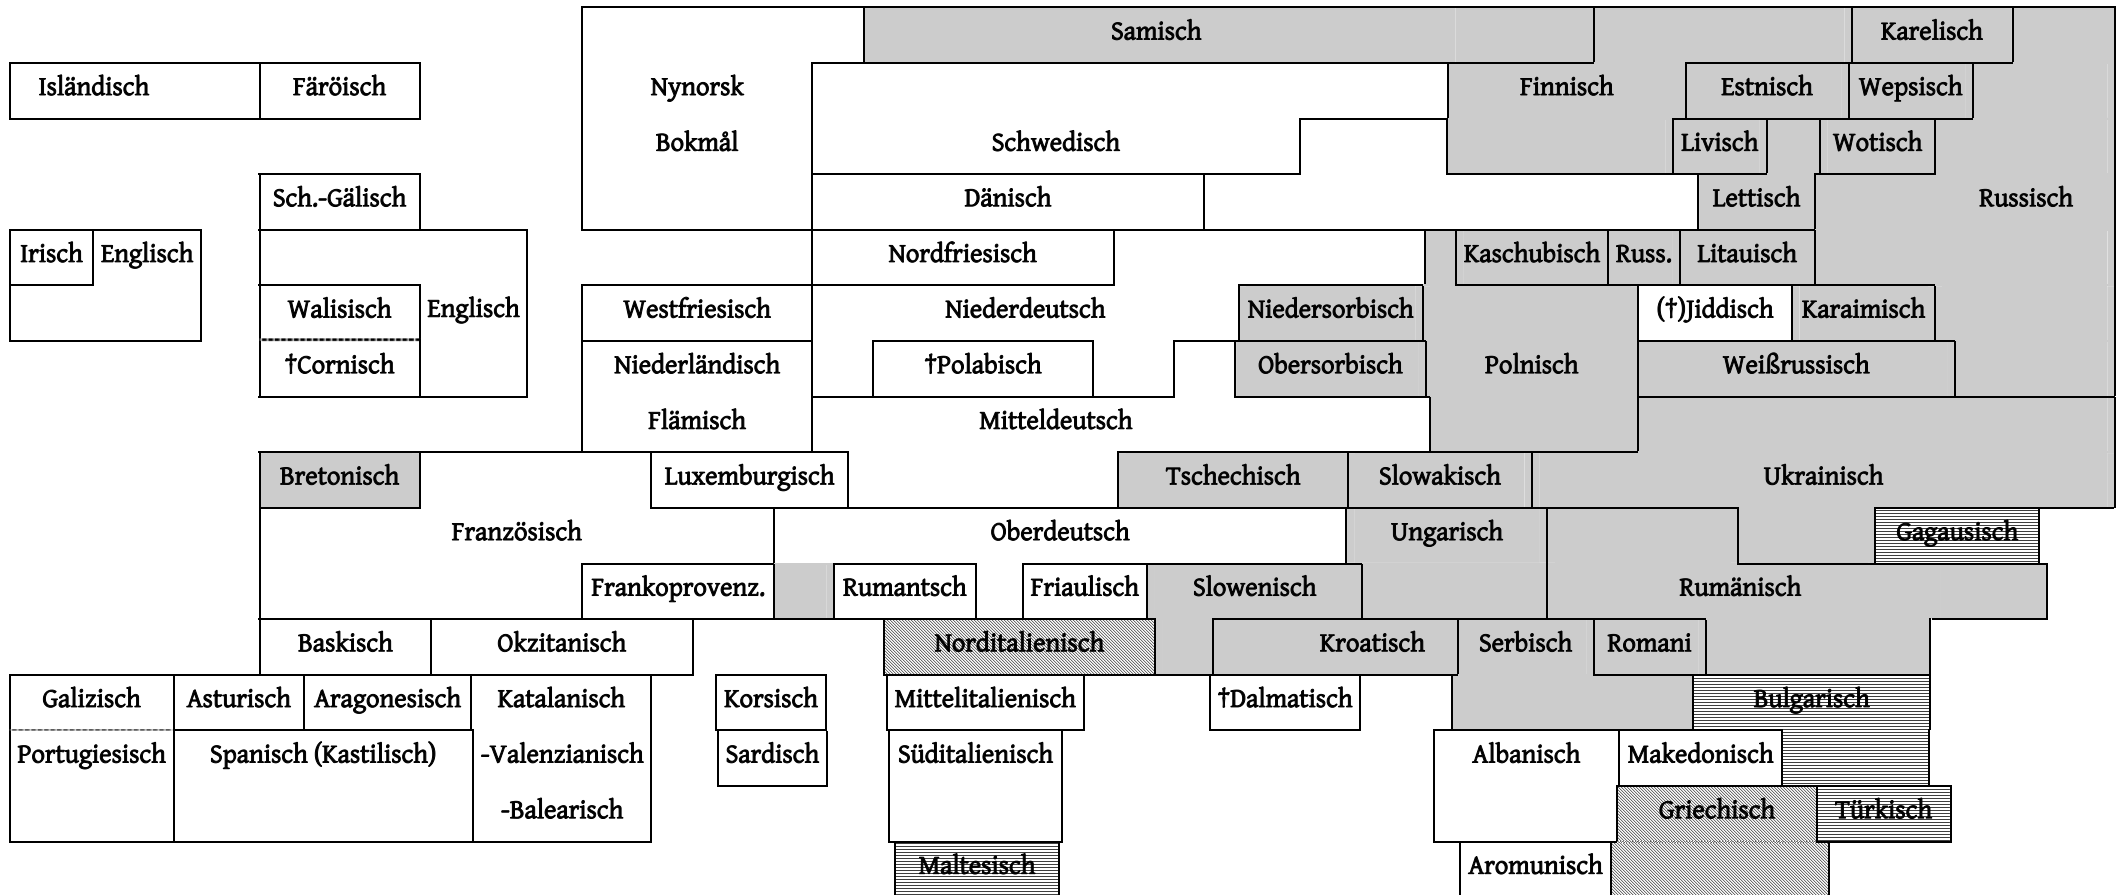 Samisch Karelisch
Isländisch Färöisch Nynorsk Finnisch Estnisch Wepsisch
Bokmål Schwedisch Livisch Wotisch
Sch.-Gälisch Dänisch Lettisch Russisch
Irisch Englisch Nordfriesisch Kaschubisch Russ. Litauisch
Walisisch Englisch Westfriesisch Niederdeutsch Niedersorbisch (†)Jiddisch Karaimisch
†Cornisch Niederländisch †Polabisch Obersorbisch Polnisch Weißrussisch
Flämisch Mitteldeutsch
Bretonisch Luxemburgisch Tschechisch Slowakisch Ukrainisch
Französisch Oberdeutsch Ungarisch Gagausisch
Frankoprovenz. Rumantsch Friaulisch Slowenisch Rumänisch
Baskisch Okzitanisch Norditalienisch Kroatisch Serbisch Romani
Galizisch Asturisch Aragonesisch Katalanisch Korsisch Mittelitalienisch †Dalmatisch Bulgarisch
Portugiesisch Spanisch (Kastilisch) -Valenzianisch Sardisch Süditalienisch Albanisch Makedonisch
-Balearisch Griechisch Türkisch
Maltesisch Aromunisch